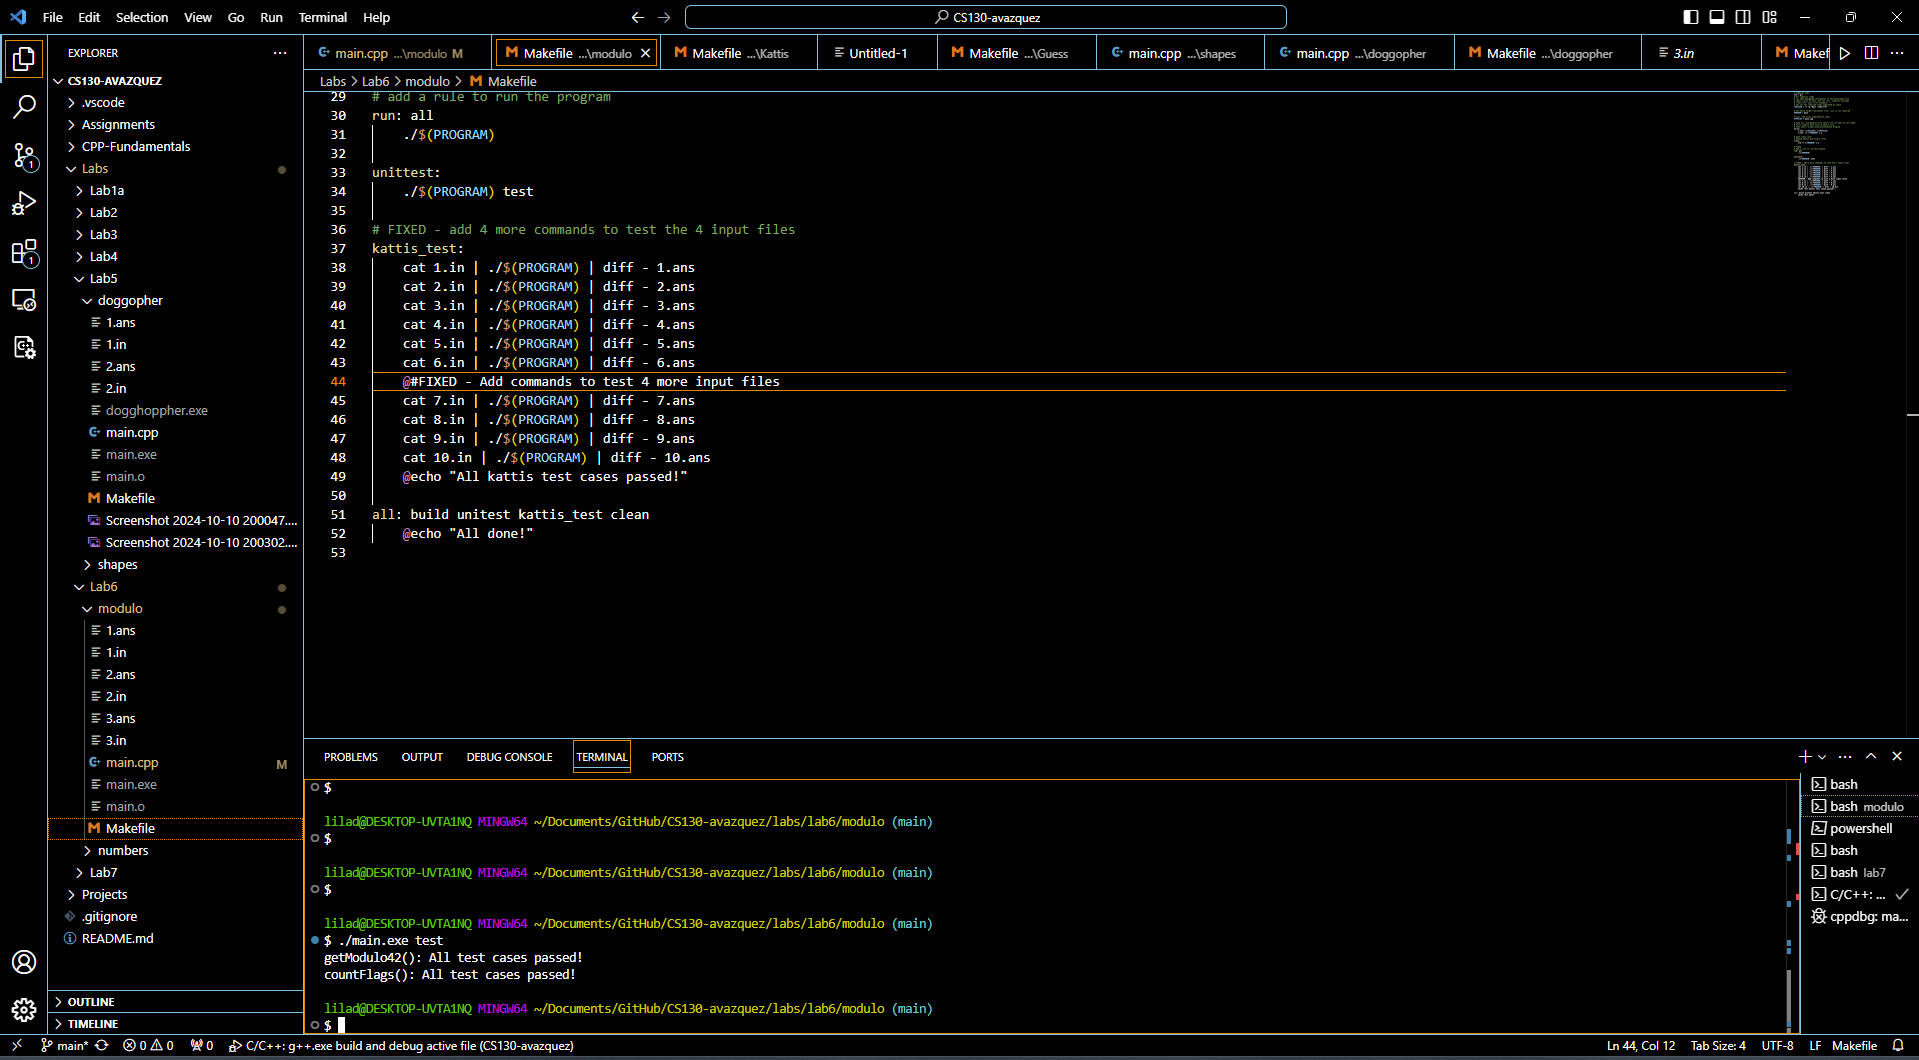 File Edit Selection View Go Run Terminal Help
CS130-avazquez
EXPLORER
CS130-AVAZQUEZ
.vscode
Assignments
CPP-Fundamentals
Labs
Lab1a
Lab2
Lab3
Lab4
Lab5
doggopher
1.ans
1.in
2.ans
2.in
dogghoppher.exe
main.cpp
main.exe
main.o
Makefile
Screenshot 2024-10-10 200047....
Screenshot 2024-10-10 200302....
shapes
Lab6
modulo
1.ans
1.in
2.ans
2.in
3.ans
3.in
main.cpp M
main.exe
main.o
Makefile
numbers
Lab7
Projects
.gitignore
README.md
OUTLINE
TIMELINE
main.cpp ...\modulo M Makefile ...\modulo Makefile ...\Kattis Untitled-1 Makefile ...\Guess main.cpp ...\shapes main.cpp ...\doggopher Makefile ...\doggopher 3.in Makef
Labs > Lab6 > modulo > Makefile
29 # add a rule to run the program
30 run: all
31 ./$(PROGRAM)
32
33 unittest:
34 ./$(PROGRAM) test
35
36 # FIXED - add 4 more commands to test the 4 input files
37 kattis_test:
38 cat 1.in | ./$(PROGRAM) | diff - 1.ans
39 cat 2.in | ./$(PROGRAM) | diff - 2.ans
40 cat 3.in | ./$(PROGRAM) | diff - 3.ans
41 cat 4.in | ./$(PROGRAM) | diff - 4.ans
42 cat 5.in | ./$(PROGRAM) | diff - 5.ans
43 cat 6.in | ./$(PROGRAM) | diff - 6.ans
44 @#FIXED - Add commands to test 4 more input files
45 cat 7.in | ./$(PROGRAM) | diff - 7.ans
46 cat 8.in | ./$(PROGRAM) | diff - 8.ans
47 cat 9.in | ./$(PROGRAM) | diff - 9.ans
48 cat 10.in | ./$(PROGRAM) | diff - 10.ans
49 @echo "All kattis test cases passed!"
50
51 all: build unitest kattis_test clean
52 @echo "All done!"
53
PROBLEMS OUTPUT DEBUG CONSOLE TERMINAL PORTS
$
lilad@DESKTOP-UVTA1NQ MINGW64 ~/Documents/GitHub/CS130-avazquez/labs/lab6/modulo (main)
$
lilad@DESKTOP-UVTA1NQ MINGW64 ~/Documents/GitHub/CS130-avazquez/labs/lab6/modulo (main)
$
lilad@DESKTOP-UVTA1NQ MINGW64 ~/Documents/GitHub/CS130-avazquez/labs/lab6/modulo (main)
$ ./main.exe test
getModulo42(): All test cases passed!
countFlags(): All test cases passed!
lilad@DESKTOP-UVTA1NQ MINGW64 ~/Documents/GitHub/CS130-avazquez/labs/lab6/modulo (main)
$
bash
bash modulo
powershell
bash
bash lab7
C/C++: ...
cppdbg: ma...
main* 0 0 0 C/C++: g++.exe build and debug active file (CS130-avazquez) Ln 44, Col 12 Tab Size: 4 UTF-8 LF Makefile